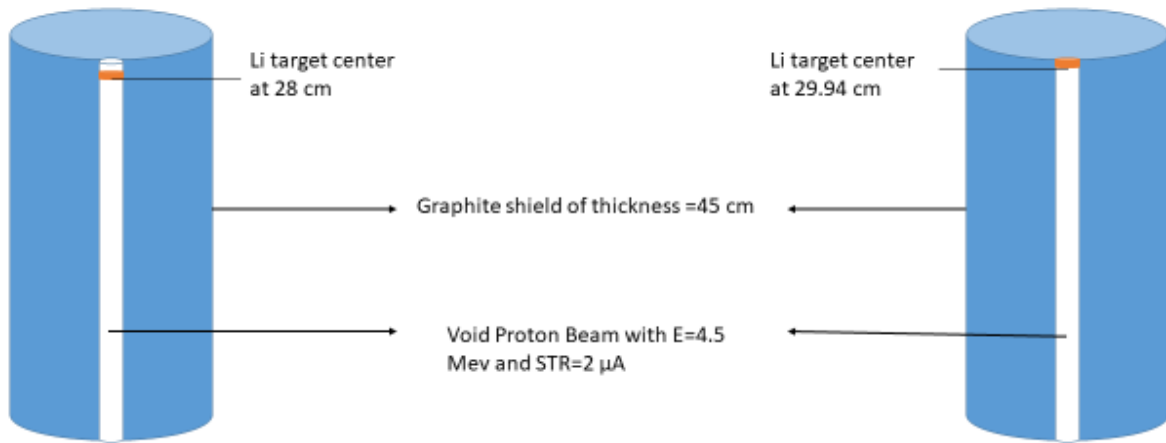 Li target center
at 28 cm
Li target center
at 29.94 cm
Graphite shield of thickness =45 cm
Void Proton Beam with E=4.5
Mev and STR=2 µA